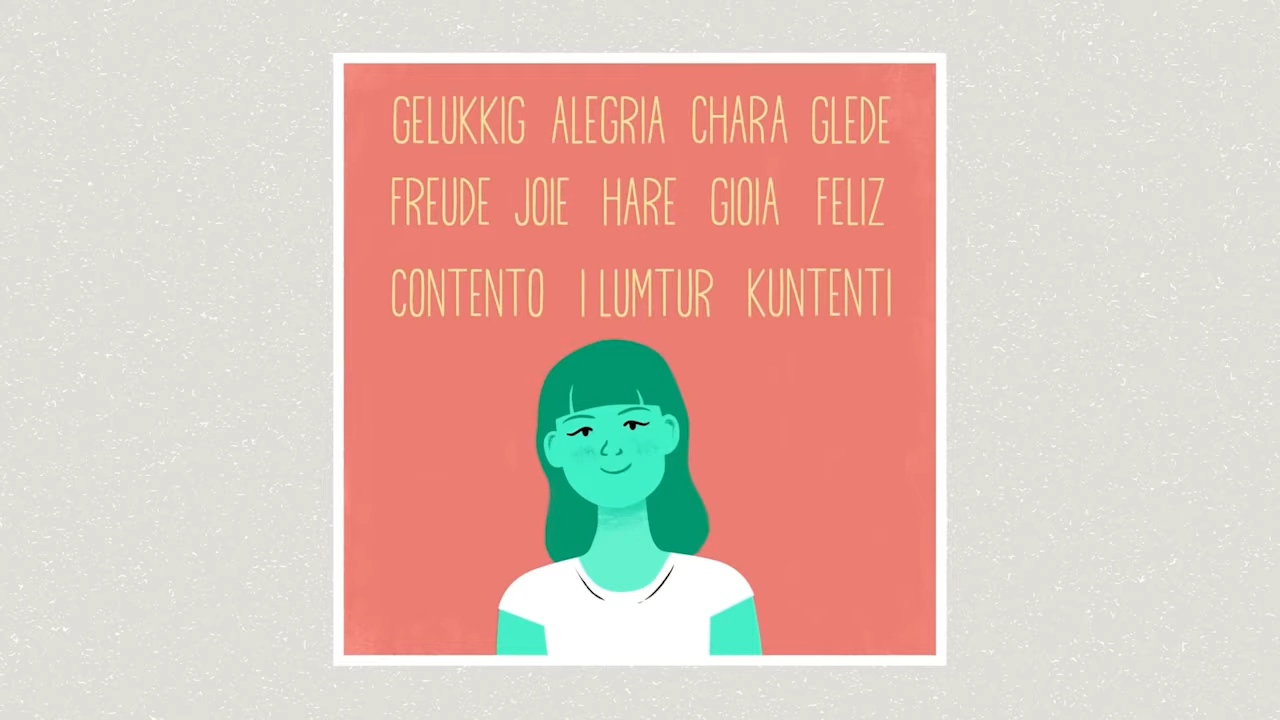 GELUKKIG ALEGRIA CHARA GLEDE
FREUDE JOIE HARE GIOIA FELIZ
CONTENTO I LUMTUR KUNTENTI